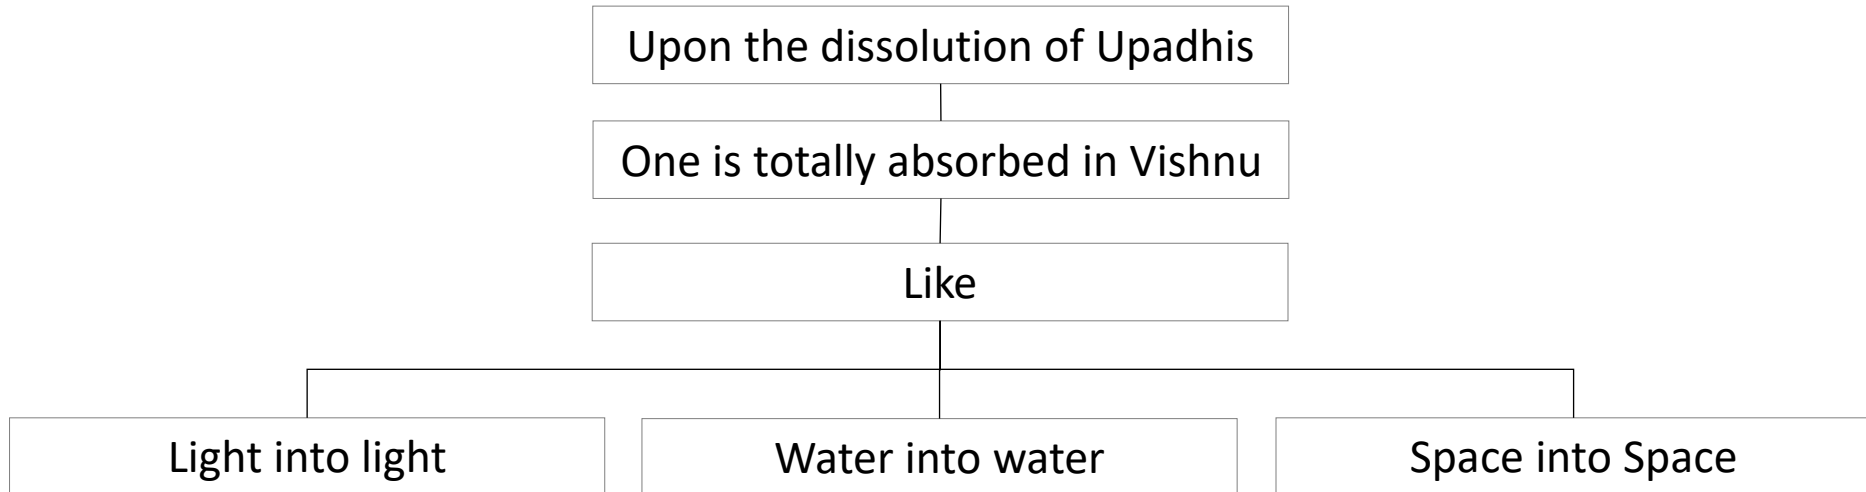 Upon the dissolution of Upadhis
One is totally absorbed in Vishnu
Like
Light into light
Water into water
Space into Space